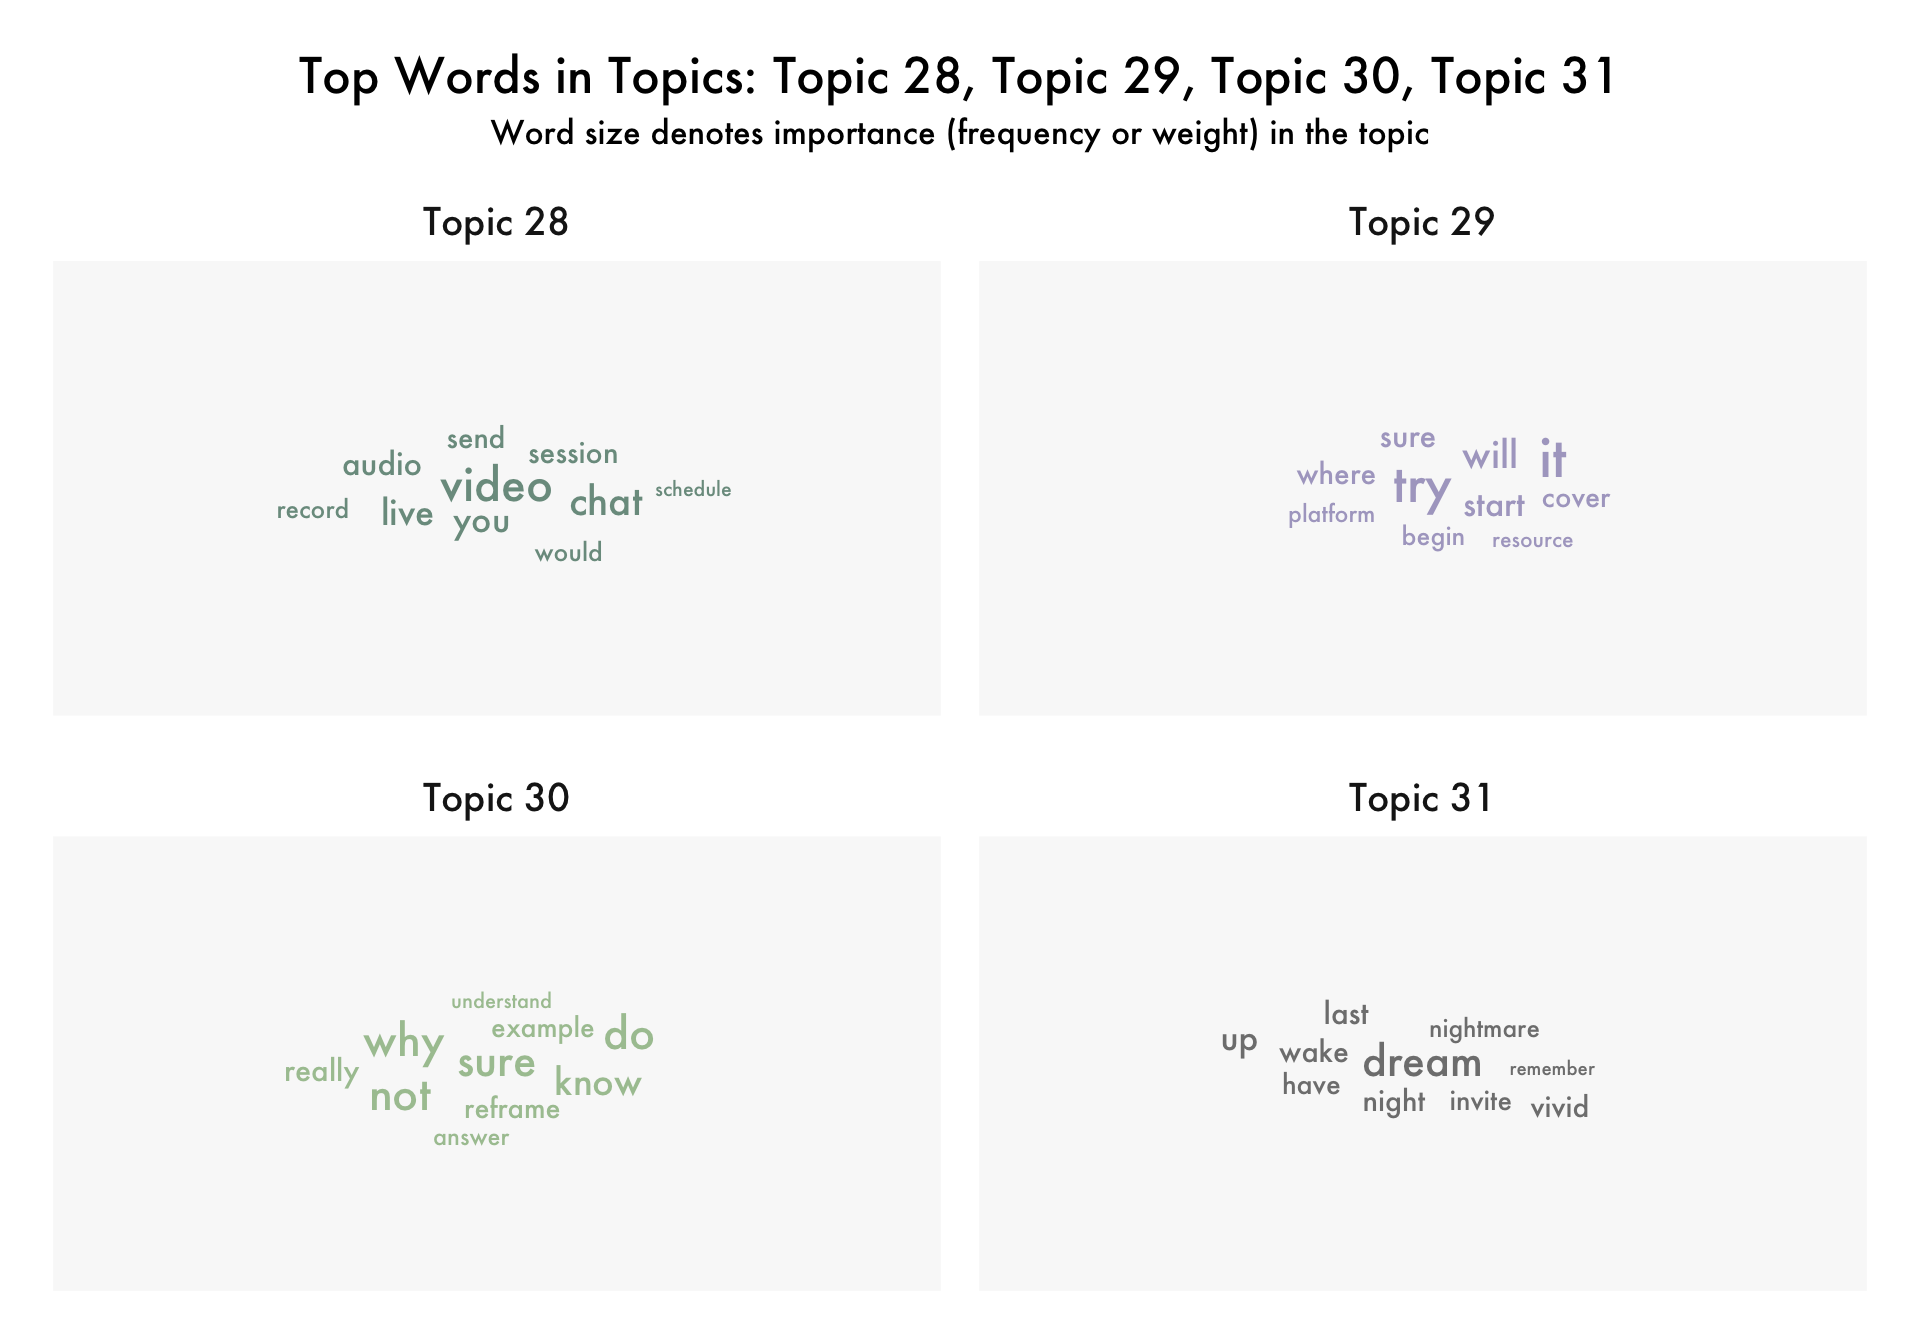 Top Words in Topics: Topic 28, Topic 29, Topic 30, Topic 31
Word size denotes importance (frequency or weight) in the topic
Topic 28
send
audio
session
video
schedule
chat
record
live
you
would
Topic 29
sure
will
it
where
try
start
cover
platform
begin
resource
Topic 30
understand
example
do
why
sure
really
know
not
reframe
answer
Topic 31
last
nightmare
up
wake
dream
remember
have
night
invite
vivid